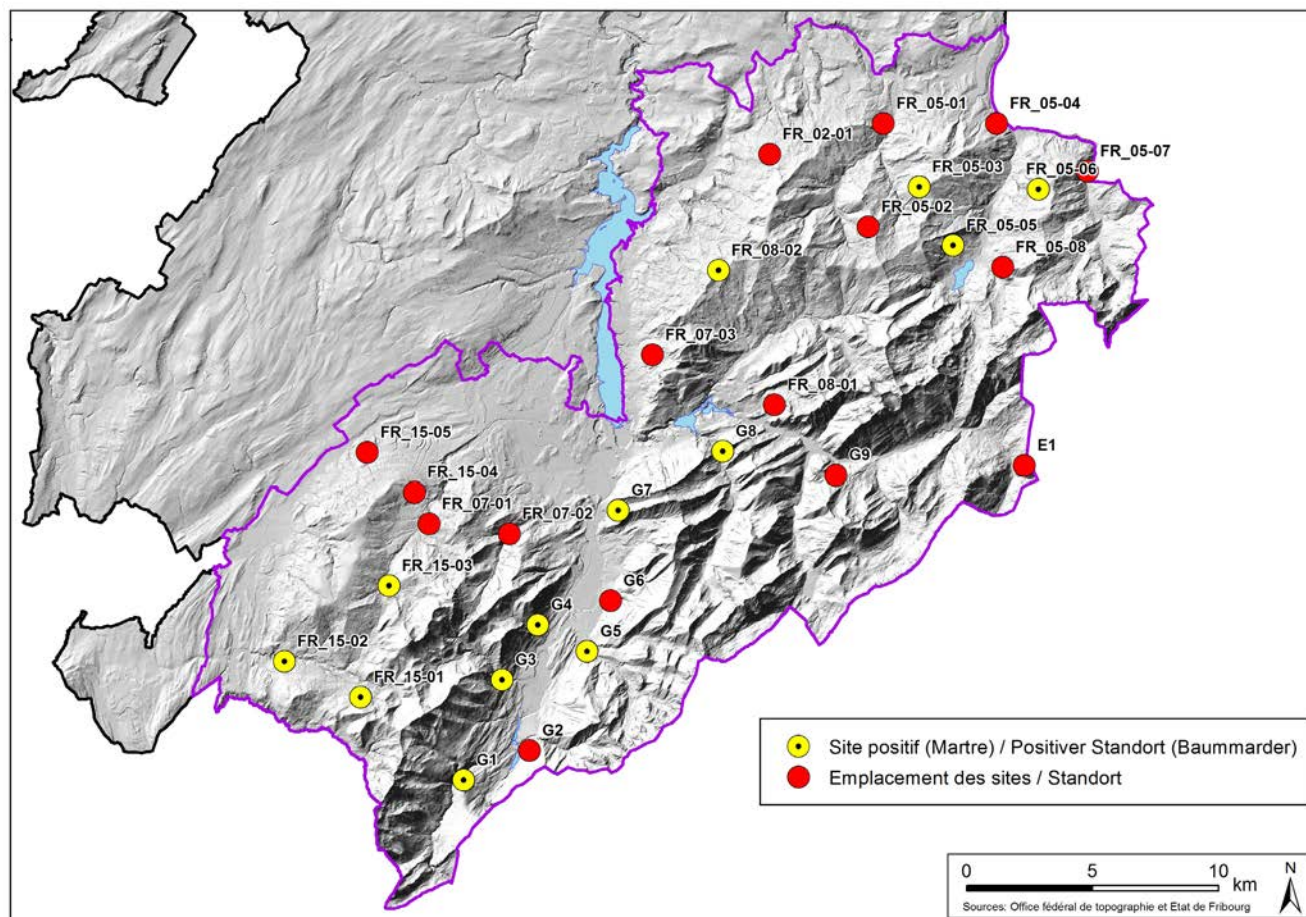 FR_05-01
FR_05-04
FR_02-01
FR_05-07
FR_05-03
FR_05-06
FR_05-02
FR_05-05
FR_08-02
FR_05-08
FR_07-03
FR_08-01
FR_15-05
G8
G9
E1
FR_15-04
FR_07-01
G7
FR_07-02
FR_15-03
G6
G4
FR_15-02
G5
G3
FR_15-01
G2
G1
Site positif (Martre) / Positiver Standort (Baummarder)
Emplacement des sites / Standort
0 5 10
km
N
Sources: Office fédéral de topographie et Etat de Fribourg